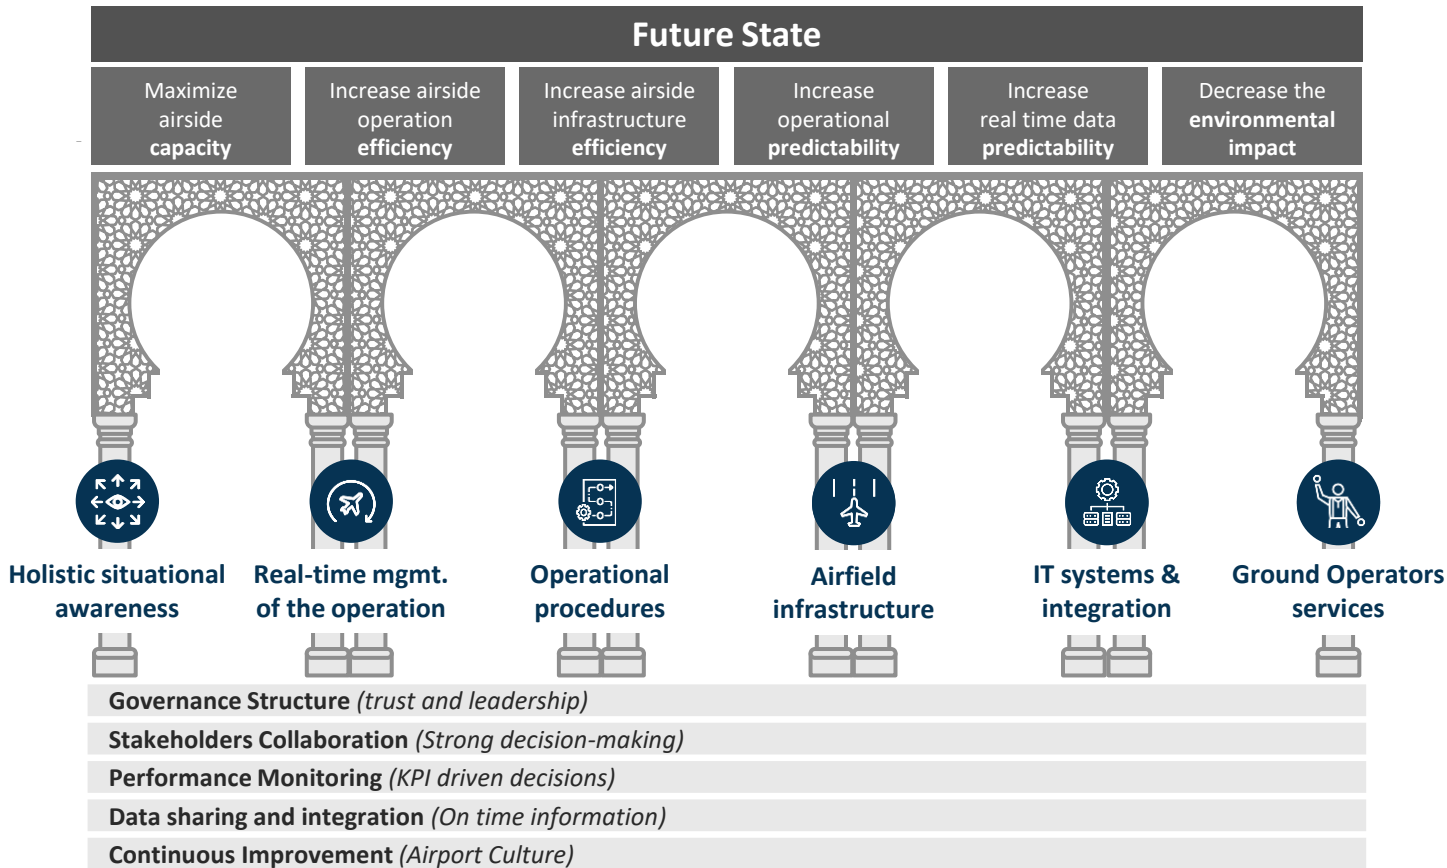 Future State
Maximize
airside
capacity
Increase airside
operation
efficiency
Increase airside
infrastructure
efficiency
Increase
operational
predictability
Increase
real time data
predictability
Decrease the
environmental
impact
Holistic situational
awareness
Real-time mgmt.
of the operation
Operational
procedures
Airfield
infrastructure
IT systems &
integration
Ground Operators
services
Governance Structure (trust and leadership)
Stakeholders Collaboration (Strong decision-making)
Performance Monitoring (KPI driven decisions)
Data sharing and integration (On time information)
Continuous Improvement (Airport Culture)